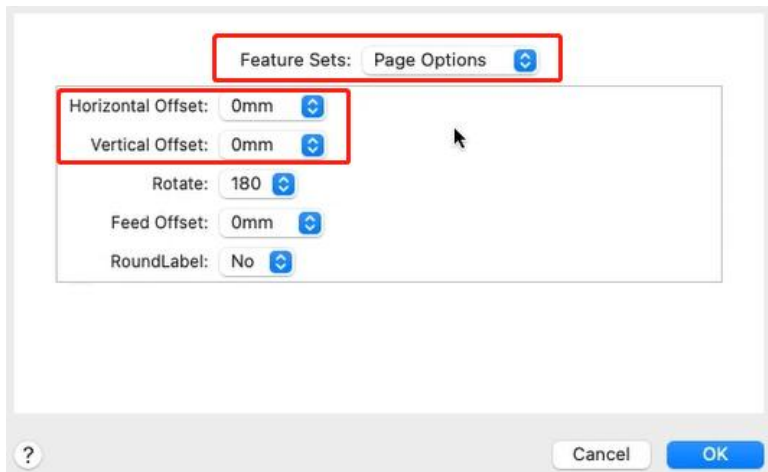 Feature Sets: Page Options
Horizontal Offset: 0mm
Vertical Offset: 0mm
Rotate: 180
Feed Offset: 0mm
RoundLabel: No
? Cancel OK